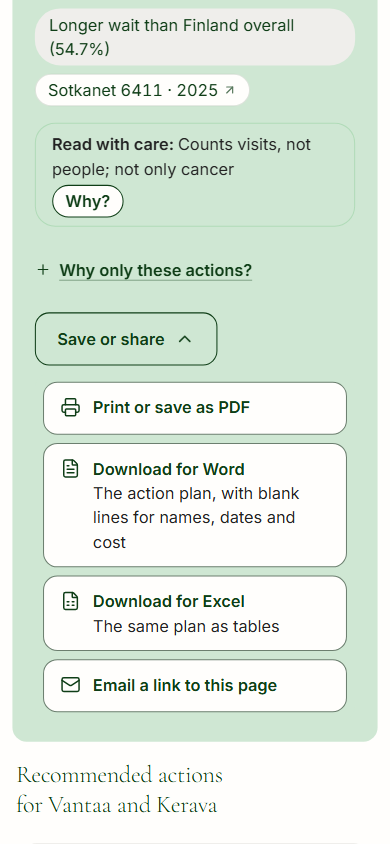 Longer wait than Finland overall
(54.7%)
Sotkanet 6411 · 2025 ↗
Read with care: Counts visits, not
people; not only cancer
Why?
+ Why only these actions?
Save or share
Print or save as PDF
Download for Word
The action plan, with blank
lines for names, dates and
cost
Download for Excel
The same plan as tables
Email a link to this page
Recommended actions
for Vantaa and Kerava